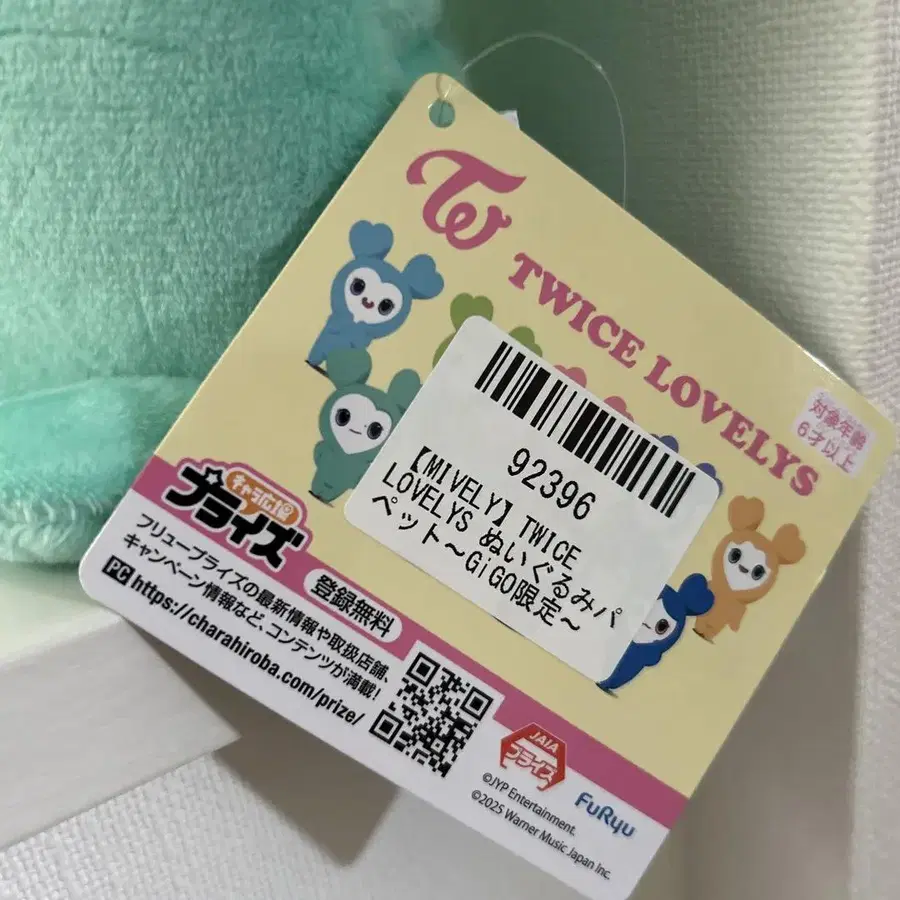 TW
TWICE LOVELYS
対象年齢
6才以上
92396
【MIVELY】TWICE
LOVELYS ぬいぐるみパ
ペット～GiGO限定～
キャラ広場
プライズ
登録無料
フリュープライズの最新情報や取扱店舗、
キャンペーン情報など、コンテンツが満載!
PC https://charahiroba.com/prize/
JAIA
プライズ
©JYP Entertainment.
©2025 Warner Music Japan Inc.
FuRyu